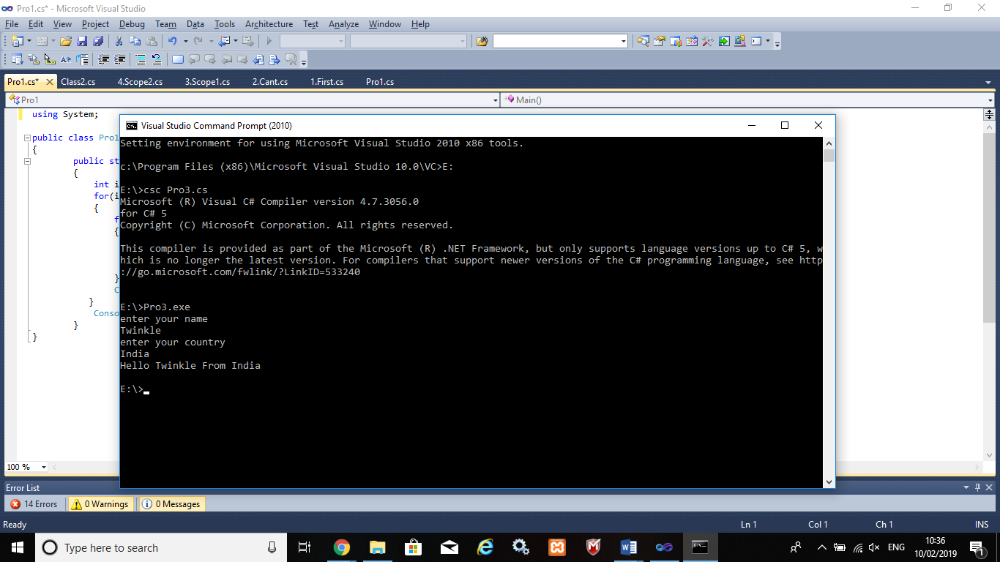 Pro1.cs* - Microsoft Visual Studio
File Edit View Project Debug Team Data Tools Architecture Test Analyze Window Help
Pro1.cs* Class2.cs 4.Scope2.cs 3.Scope1.cs 2.Cant.cs 1.First.cs Pro1.cs
Pro1 Main()
using System;
public class Pro1
{
public st
{
int i
for(i
{
f
{
}
C
}
Conso
}
}
Visual Studio Command Prompt (2010)
Setting environment for using Microsoft Visual Studio 2010 x86 tools.
c:\Program Files (x86)\Microsoft Visual Studio 10.0\VC>E:
E:\>csc Pro3.cs
Microsoft (R) Visual C# Compiler version 4.7.3056.0
for C# 5
Copyright (C) Microsoft Corporation. All rights reserved.
This compiler is provided as part of the Microsoft (R) .NET Framework, but only supports language versions up to C# 5, w
hich is no longer the latest version. For compilers that support newer versions of the C# programming language, see http
://go.microsoft.com/fwlink/?LinkID=533240
E:\>Pro3.exe
enter your name
Twinkle
enter your country
India
Hello Twinkle From India
E:\>
100 %
Error List
14 Errors 0 Warnings 0 Messages
Ready Ln 1 Col 1 Ch 1 INS
Type here to search
ENG
10:36
10/02/2019
1